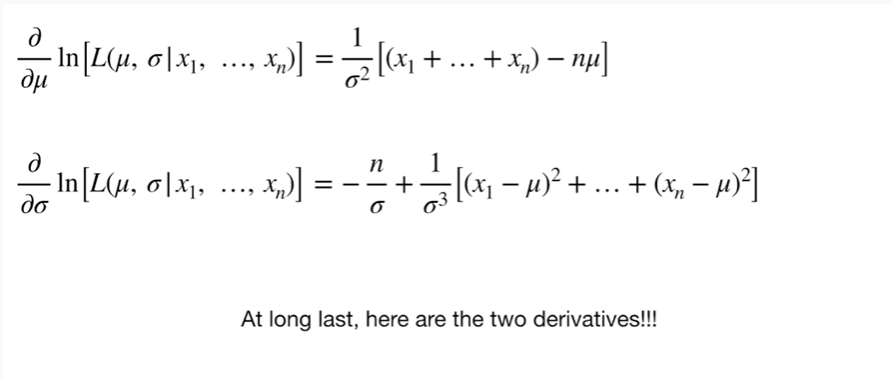 ∂/∂μ ln[L(μ, σ|x₁, ..., xₙ)] = 1/σ² [(x₁ + ... + xₙ) − nμ]
∂/∂σ ln[L(μ, σ|x₁, ..., xₙ)] = −n/σ + 1/σ³ [(x₁ − μ)² + ... + (xₙ − μ)²]
At long last, here are the two derivatives!!!